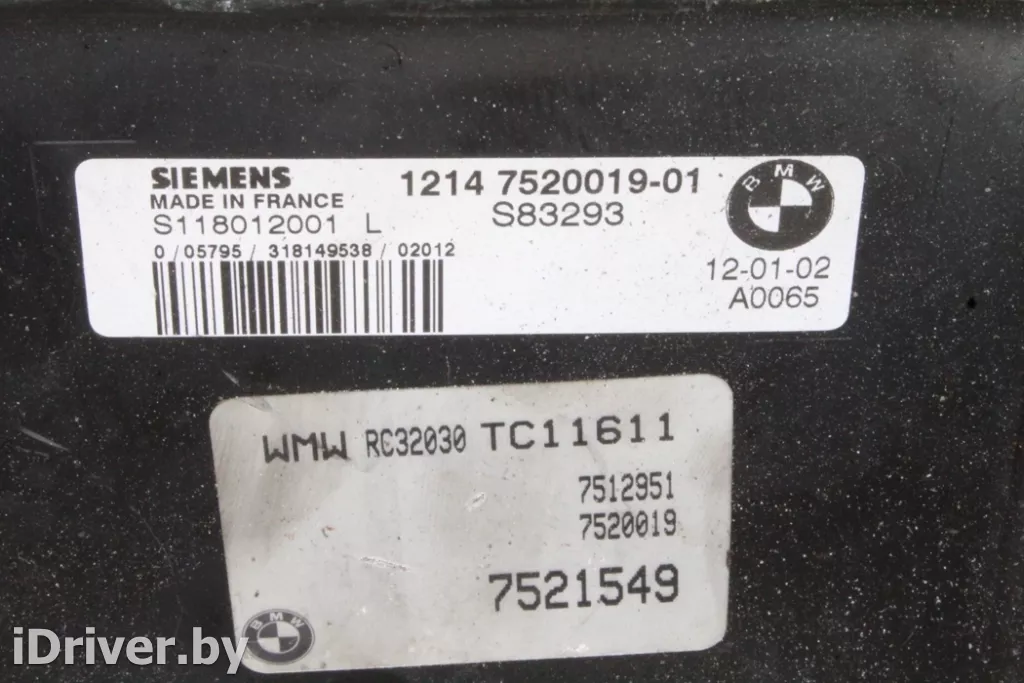 SIEMENS 1214 7520019-01
MADE IN FRANCE
S118012001 L S83293
0/05795/318149538/02012
BMW
12-01-02
A0065
WMW RC32030 TC11611
7512951
7520019
7521549
BMW
iDriver.by